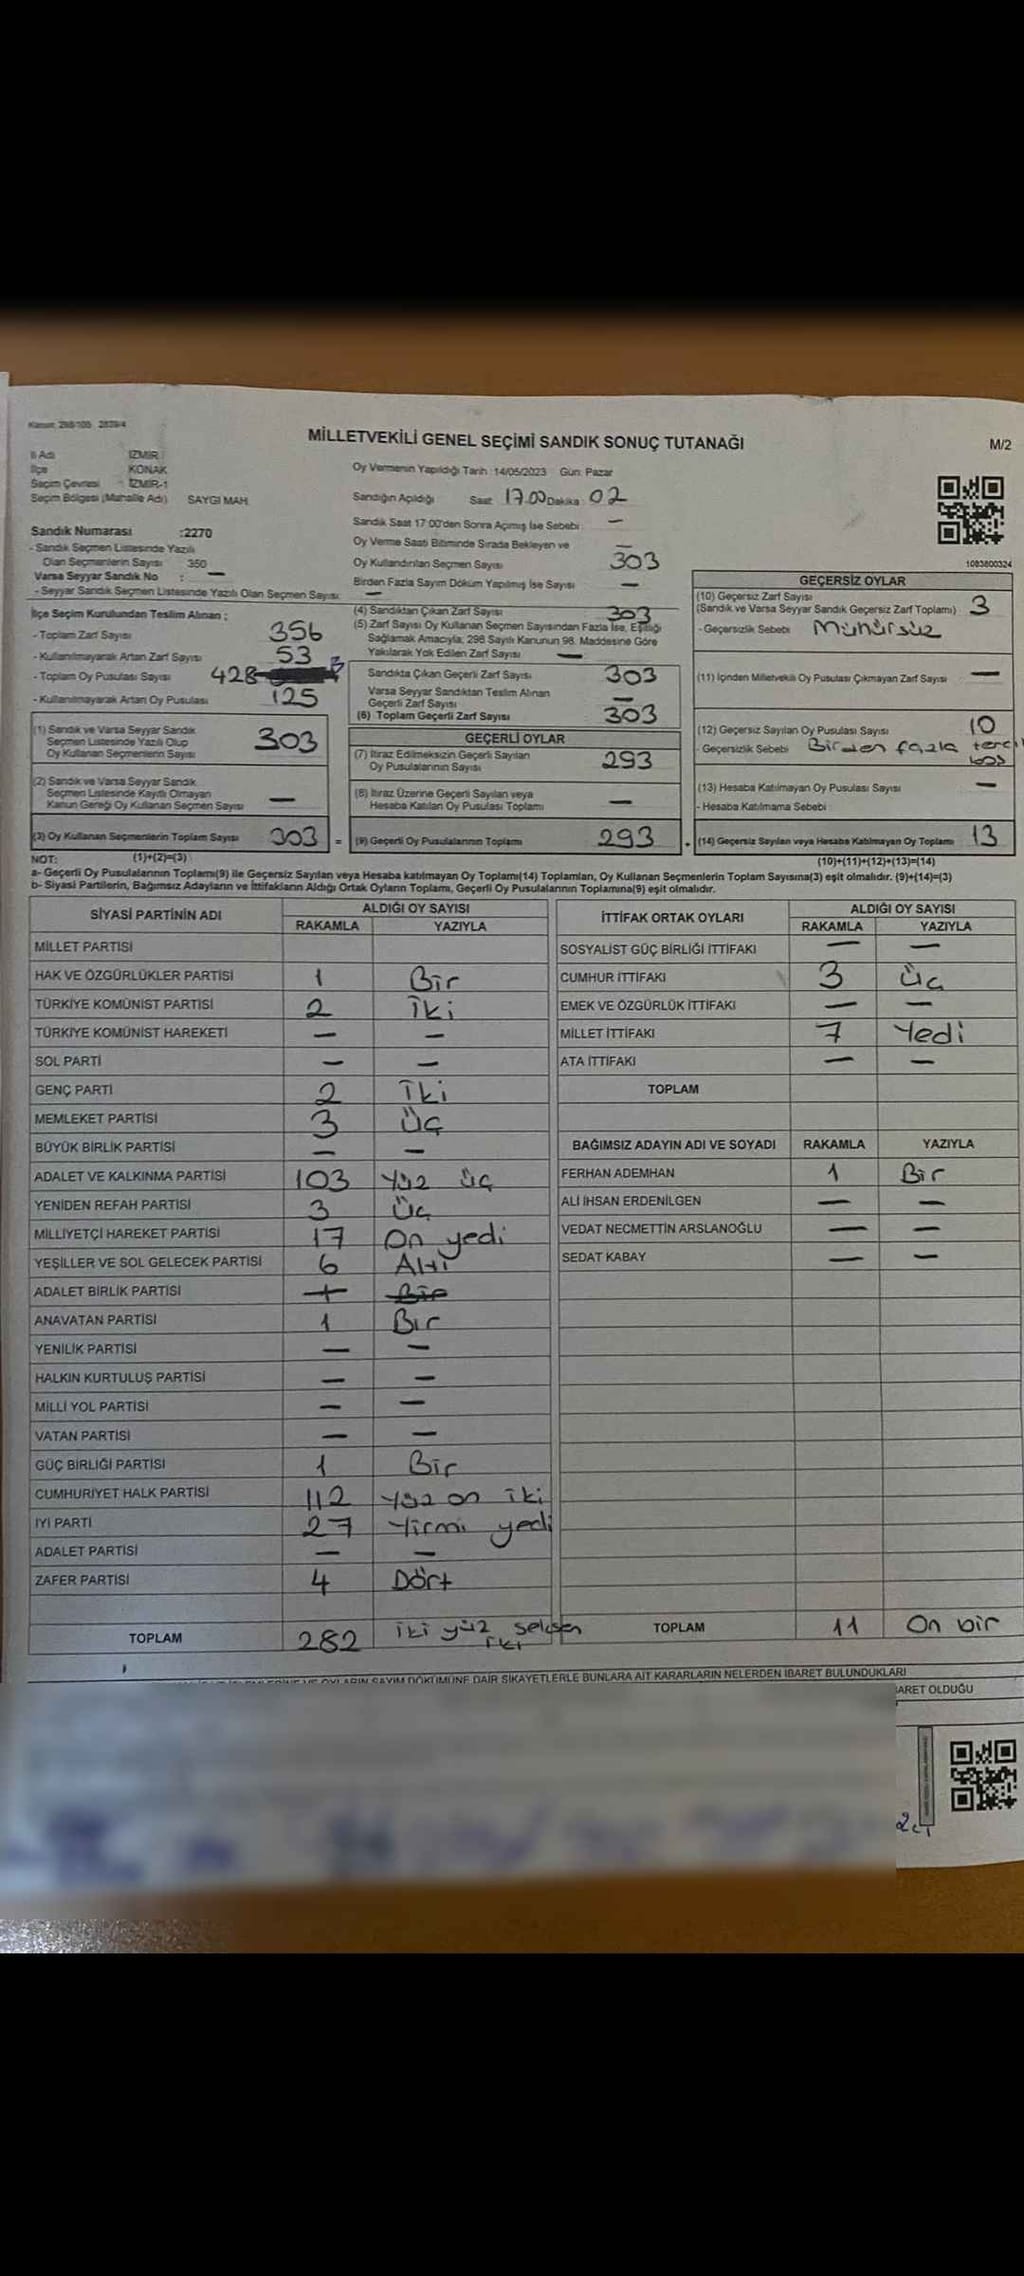 Kanun: 298/105 2839/4
MİLLETVEKİLİ GENEL SEÇİMİ SANDIK SONUÇ TUTANAĞI
M/2
İl Adı İZMİR
İlçe KONAK
Seçim Çevresi İZMİR-1
Seçim Bölgesi (Mahalle Adı) SAYGI MAH.
Oy Vermenin Yapıldığı Tarih :14/05/2023 Gün: Pazar
Sandığın Açıldığı Saat: 17.00 Dakika: 02
Sandık Saat 17:00'den Sonra Açımış İse Sebebi: —
Oy Verme Saati Bitiminde Sırada Bekleyen ve —
Oy Kullandırılan Seçmen Sayısı 303
Birden Fazla Sayım Döküm Yapılmış İse Sayısı —
Sandık Numarası :2270
- Sandık Seçmen Listesinde Yazılı
Olan Seçmenlerin Sayısı 350
Varsa Seyyar Sandık No : —
- Seyyar Sandık Seçmen Listesinde Yazılı Olan Seçmen Sayısı: —
İlçe Seçim Kurulundan Teslim Alınan ;
- Toplam Zarf Sayısı 356
- Kullanılmayarak Artan Zarf Sayısı 53
- Toplam Oy Pusulası Sayısı 428
- Kullanılmayarak Artan Oy Pusulası 125
(1) Sandık ve Varsa Seyyar Sandık
Seçmen Listesinde Yazılı Olup
Oy Kullanan Seçmenlerin Sayısı 303
(2) Sandık ve Varsa Seyyar Sandık
Seçmen Listesinde Kayıtlı Olmayan
Kanun Gereği Oy Kullanan Seçmen Sayısı —
(3) Oy Kullanan Seçmenlerin Toplam Sayısı 303 =
(4) Sandıktan Çıkan Zarf Sayısı 303
(5) Zarf Sayısı Oy Kullanan Seçmen Sayısından Fazla İse, Eşitliği
Sağlamak Amacıyla; 298 Sayılı Kanunun 98. Maddesine Göre
Yakılarak Yok Edilen Zarf Sayısı —
Sandıkta Çıkan Geçerli Zarf Sayısı 303
Varsa Seyyar Sandıktan Teslim Alınan
Geçerli Zarf Sayısı —
(6) Toplam Geçerli Zarf Sayısı 303
GEÇERLİ OYLAR
(7) İtiraz Edilmeksizin Geçerli Sayılan
Oy Pusulalarının Sayısı 293
(8) İtiraz Üzerine Geçerli Sayılan veya
Hesaba Katılan Oy Pusulası Toplamı —
(9) Geçerli Oy Pusulalarının Toplamı 293
1083800324
GEÇERSİZ OYLAR
(10) Geçersiz Zarf Sayısı
(Sandık ve Varsa Seyyar Sandık Geçersiz Zarf Toplamı) 3
- Geçersizlik Sebebi Mühürsüz
(11) İçinden Milletvekili Oy Pusulası Çıkmayan Zarf Sayısı —
(12) Geçersiz Sayılan Oy Pusulası Sayısı 10
- Geçersizlik Sebebi Birden fazla
boş
(13) Hesaba Katılmayan Oy Pusulası Sayısı —
- Hesaba Katılmama Sebebi
(14) Geçersiz Sayılan veya Hesaba Katılmayan Oy Toplamı 13
NOT: (1)+(2)=(3)
(10)+(11)+(12)+(13)=(14)
a- Geçerli Oy Pusulalarının Toplamı(9) ile Geçersiz Sayılan veya Hesaba katılmayan Oy Toplamı(14) Toplamları, Oy Kullanan Seçmenlerin Toplam Sayısına(3) eşit olmalıdır. (9)+(14)=(3)
b- Siyasi Partilerin, Bağımsız Adayların ve İttifakların Aldığı Ortak Oyların Toplamı, Geçerli Oy Pusulalarının Toplamına(9) eşit olmalıdır.
SİYASİ PARTİNİN ADI ALDIĞI OY SAYISI
RAKAMLA YAZIYLA
MİLLET PARTİSİ
HAK VE ÖZGÜRLÜKLER PARTİSİ 1 Bir
TÜRKİYE KOMÜNİST PARTİSİ 2 İki
TÜRKİYE KOMÜNİST HAREKETİ — —
SOL PARTİ — —
GENÇ PARTİ 2 İki
MEMLEKET PARTİSİ 3 Üç
BÜYÜK BİRLİK PARTİSİ — —
ADALET VE KALKINMA PARTİSİ 103 Yüz üç
YENİDEN REFAH PARTİSİ 3 Üç
MİLLİYETÇİ HAREKET PARTİSİ 17 On yedi
YEŞİLLER VE SOL GELECEK PARTİSİ 6 Altı
ADALET BİRLİK PARTİSİ — Bir
ANAVATAN PARTİSİ 1 Bir
YENİLİK PARTİSİ — —
HALKIN KURTULUŞ PARTİSİ — —
MİLLİ YOL PARTİSİ — —
VATAN PARTİSİ — —
GÜÇ BİRLİĞİ PARTİSİ 1 Bir
CUMHURİYET HALK PARTİSİ 112 Yüz on iki
İYİ PARTİ 27 Yirmi yedi
ADALET PARTİSİ — —
ZAFER PARTİSİ 4 Dört
TOPLAM 282 iki yüz seksen
iki
İTTİFAK ORTAK OYLARI ALDIĞI OY SAYISI
RAKAMLA YAZIYLA
SOSYALİST GÜÇ BİRLİĞİ İTTİFAKI — —
CUMHUR İTTİFAKI 3 Üç
EMEK VE ÖZGÜRLÜK İTTİFAKI — —
MİLLET İTTİFAKI 7 Yedi
ATA İTTİFAKI — —
TOPLAM
BAĞIMSIZ ADAYIN ADI VE SOYADI RAKAMLA YAZIYLA
FERHAN ADEMHAN 1 Bir
ALİ İHSAN ERDENİLGEN — —
VEDAT NECMETTİN ARSLANOĞLU — —
SEDAT KABAY — —
TOPLAM 11 On bir
OYLARIN SAYIM DÖKÜMÜNE DAİR ŞİKAYETLERLE BUNLARA AİT KARARLARIN NELERDEN İBARET BULUNDUKLARI
OLDUĞU